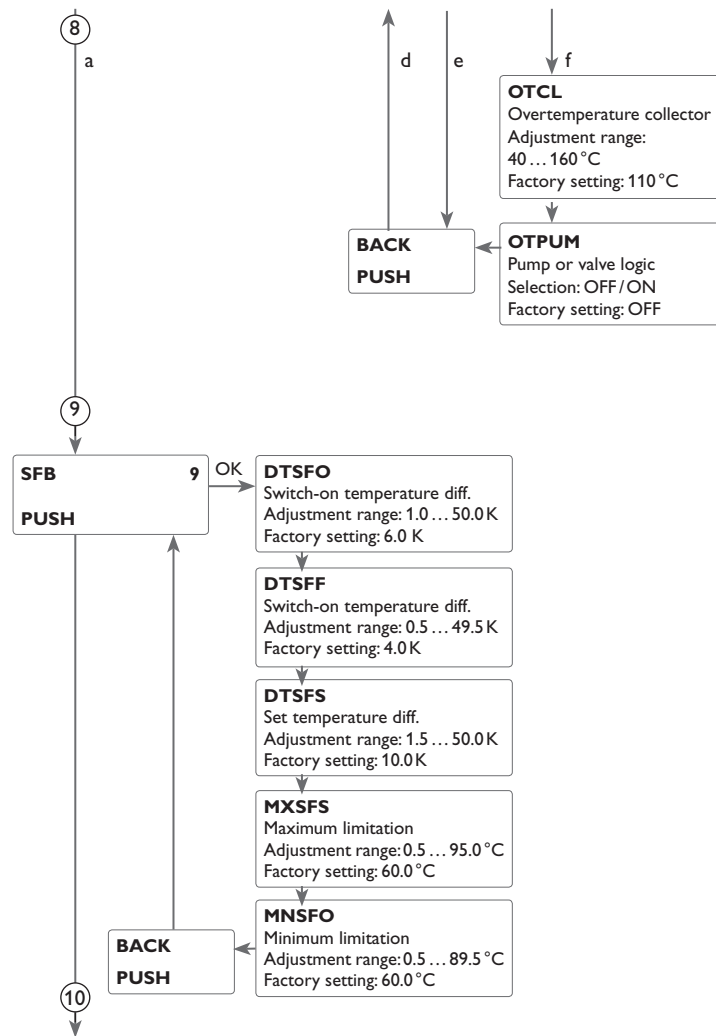 8
a
d
e
f
OTCL
Overtemperature collector
Adjustment range:
40 … 160 °C
Factory setting: 110 °C
BACK
PUSH
OTPUM
Pump or valve logic
Selection: OFF / ON
Factory setting: OFF
9
SFB 9
PUSH
OK
DTSFO
Switch-on temperature diff.
Adjustment range: 1.0 … 50.0 K
Factory setting: 6.0 K
DTSFF
Switch-on temperature diff.
Adjustment range: 0.5 … 49.5 K
Factory setting: 4.0 K
DTSFS
Set temperature diff.
Adjustment range: 1.5 … 50.0 K
Factory setting: 10.0 K
MXSFS
Maximum limitation
Adjustment range: 0.5 … 95.0 °C
Factory setting: 60.0 °C
MNSFO
Minimum limitation
Adjustment range: 0.5 … 89.5 °C
Factory setting: 60.0 °C
BACK
PUSH
10